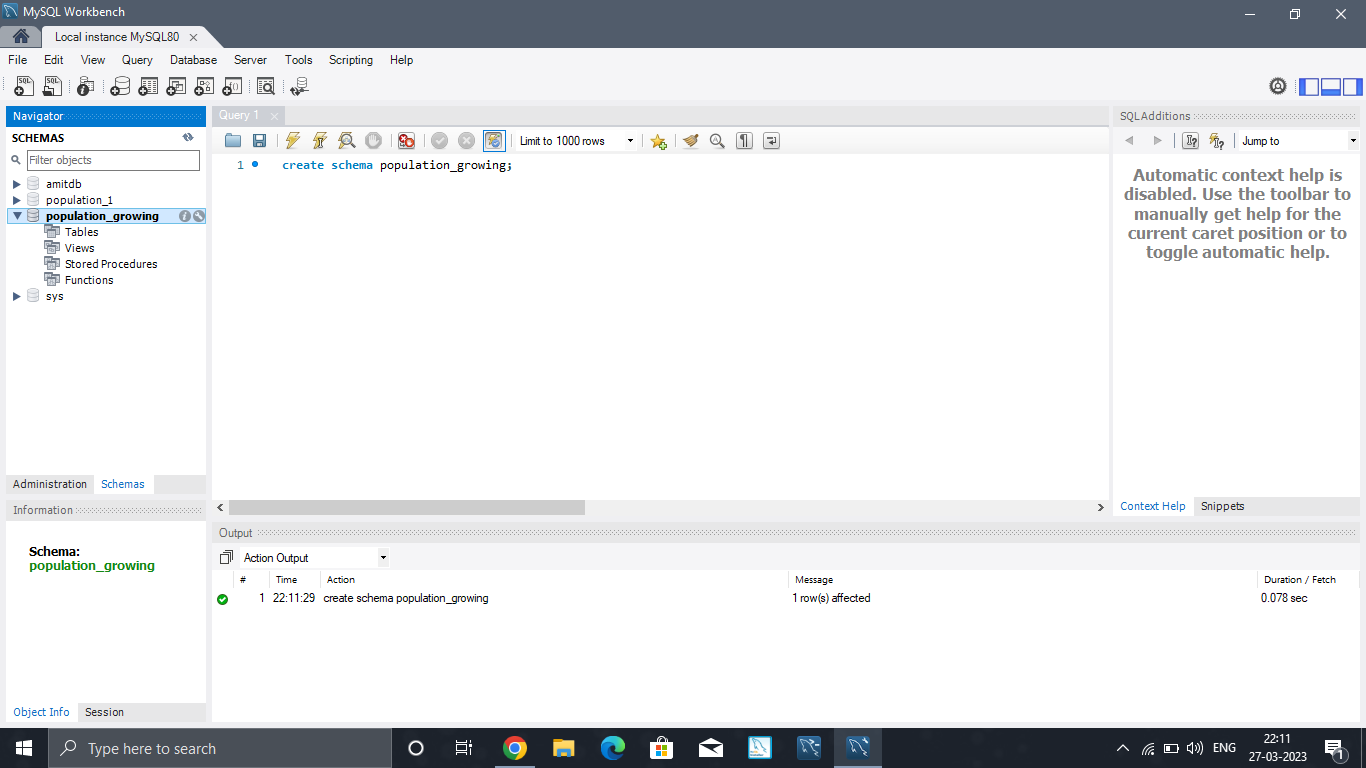 MySQL Workbench
Local instance MySQL80
File Edit View Query Database Server Tools Scripting Help
Navigator
SCHEMAS
Filter objects
amitdb
population_1
population_growing
Tables
Views
Stored Procedures
Functions
sys
Administration Schemas
Information
Schema:
population_growing
Object Info Session
Query 1
Limit to 1000 rows
1 create schema population_growing;
Output
Action Output
# Time Action Message Duration / Fetch
1 22:11:29 create schema population_growing 1 row(s) affected 0.078 sec
SQLAdditions
Jump to
Automatic context help is
disabled. Use the toolbar to
manually get help for the
current caret position or to
toggle automatic help.
Context Help Snippets
Type here to search
ENG
22:11
27-03-2023
1